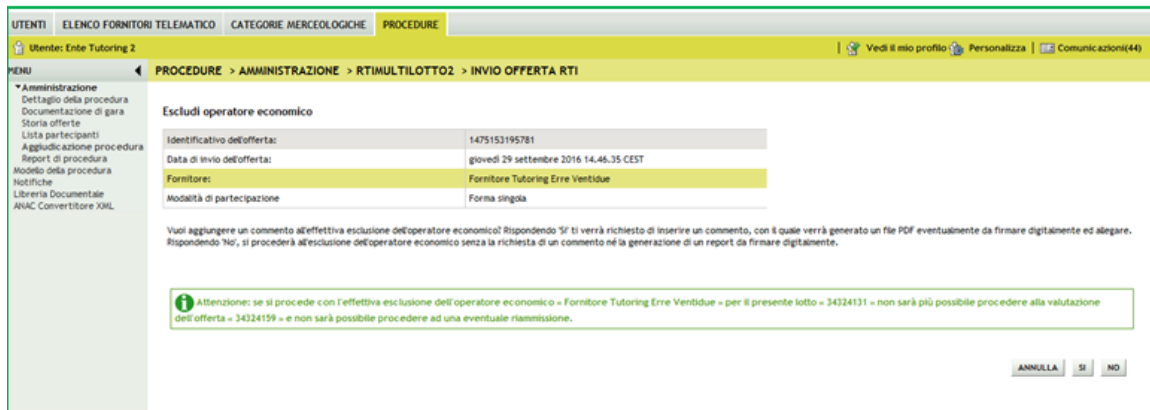 UTENTI ELENCO FORNITORI TELEMATICO CATEGORIE MERCEOLOGICHE PROCEDURE
Utente: Ente Tutoring 2 | Vedi il mio profilo Personalizza | Comunicazioni(44)
MENU
PROCEDURE > AMMINISTRAZIONE > RTIMULTILOTTO2 > INVIO OFFERTA RTI
Amministrazione
Dettaglio della procedura
Documentazione di gara
Storia offerte
Lista partecipanti
Aggiudicazione procedura
Report di procedura
Modello della procedura
Notifiche
Libreria Documentale
ANAC Convertitore XML
Escludi operatore economico
Identificativo dell'offerta: 1475153195781
Data di invio dell'offerta: giovedì 29 settembre 2016 14.46.35 CEST
Fornitore: Fornitore Tutoring Erre Ventidue
Modalità di partecipazione Forma singola
Vuoi aggiungere un commento all'effettiva esclusione dell'operatore economico? Rispondendo 'Sì' ti verrà richiesto di inserire un commento, con il quale verrà generato un file PDF eventualmente da firmare digitalmente ed allegare.
Rispondendo 'No', si procederà all'esclusione dell'operatore economico senza la richiesta di un commento né la generazione di un report da firmare digitalmente.
Attenzione: se si procede con l'effettiva esclusione dell'operatore economico « Fornitore Tutoring Erre Ventidue » per il presente lotto « 34324131 » non sarà più possibile procedere alla valutazione
dell'offerta « 34324159 » e non sarà possibile procedere ad una eventuale riammissione.
ANNULLA SI NO